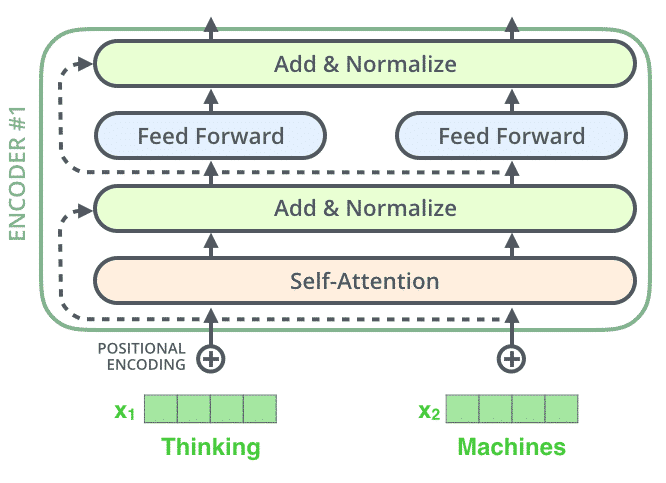 ENCODER #1
Add & Normalize
Feed Forward
Feed Forward
Add & Normalize
Self-Attention
POSITIONAL
ENCODING
x₁
x₂
Thinking
Machines